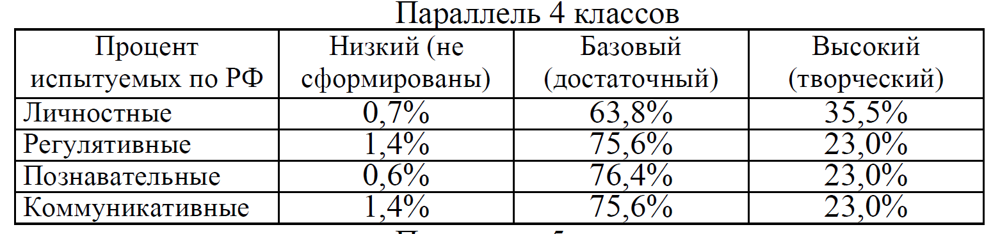 Параллель 4 классов
Процент испытуемых по РФ	Низкий (не сформированы)	Базовый (достаточный)	Высокий (творческий)
Личностные	0,7%	63,8%	35,5%
Регулятивные	1,4%	75,6%	23,0%
Познавательные	0,6%	76,4%	23,0%
Коммуникативные	1,4%	75,6%	23,0%